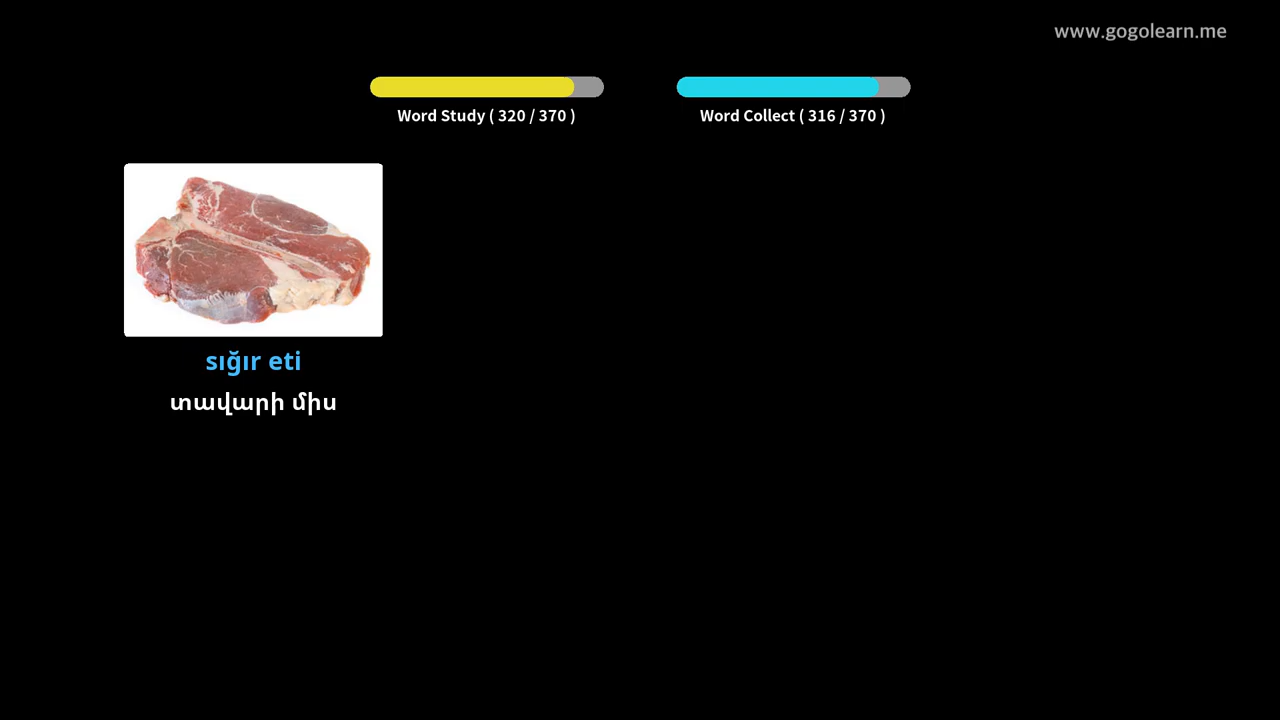 www.gogolearn.me
Word Study ( 320 / 370 )
Word Collect ( 316 / 370 )
sığır eti
տավարի միս